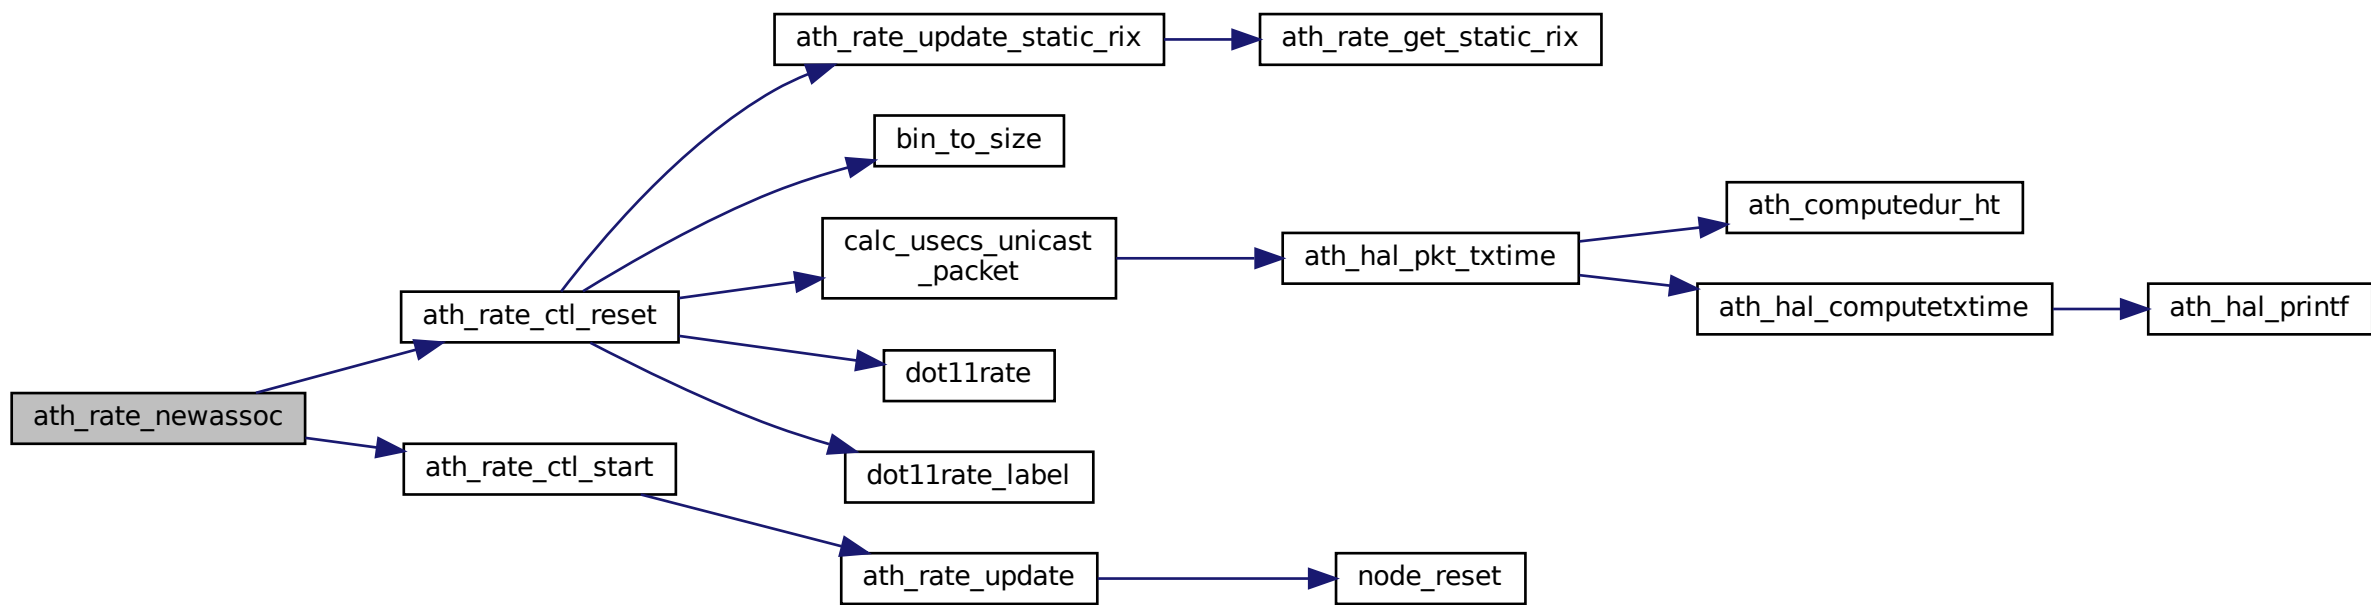 ath_rate_update_static_rix
ath_rate_get_static_rix
bin_to_size
ath_computedur_ht
calc_usecs_unicast
_packet
ath_hal_pkt_txtime
ath_rate_ctl_reset
ath_hal_computetxtime
ath_hal_printf
dot11rate
ath_rate_newassoc
ath_rate_ctl_start
dot11rate_label
ath_rate_update
node_reset